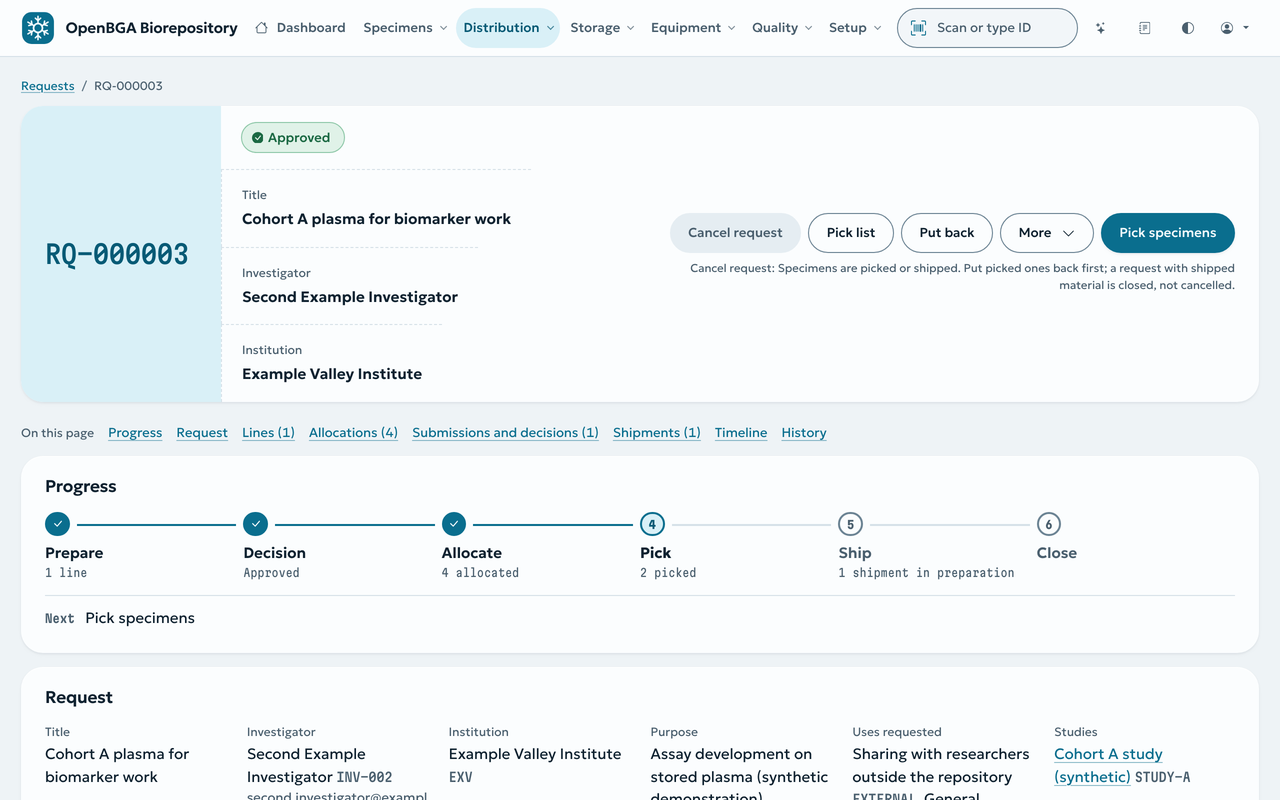 OpenBGA Biorepository
Dashboard
Specimens
Distribution
Storage
Equipment
Quality
Setup
Scan or type ID
Requests / RQ-000003
RQ-000003
Approved
Title
Cohort A plasma for biomarker work
Investigator
Second Example Investigator
Institution
Example Valley Institute
Cancel request
Pick list
Put back
More
Pick specimens
Cancel request: Specimens are picked or shipped. Put picked ones back first; a request with shipped
material is closed, not cancelled.
On this page
Progress
Request
Lines (1)
Allocations (4)
Submissions and decisions (1)
Shipments (1)
Timeline
History
Progress
Prepare
1 line
Decision
Approved
Allocate
4 allocated
4
Pick
2 picked
5
Ship
1 shipment in preparation
6
Close
Next Pick specimens
Request
Title
Cohort A plasma for
biomarker work
Investigator
Second Example
Investigator INV-002
second.investigator@exampl
Institution
Example Valley Institute
EXV
Purpose
Assay development on
stored plasma (synthetic
demonstration)
Uses requested
Sharing with researchers
outside the repository
EXTERNAL, General
Studies
Cohort A study
(synthetic) STUDY-A